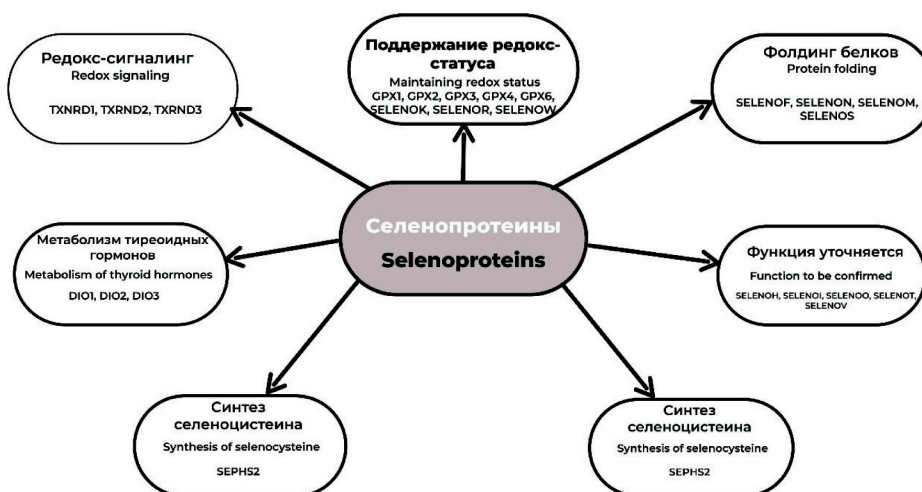 Редокс-сигналинг
Redox signaling
TXNRD1, TXRND2, TXRND3
Поддержание редокс-
статуса
Maintaining redox status
GPX1, GPX2, GPX3, GPX4, GPX6,
SELENOK, SELENOR, SELENOW
Фолдинг белков
Protein folding
SELENOF, SELENON, SELENOM,
SELENOS
Селенопротеины
Selenoproteins
Метаболизм тиреоидных
гормонов
Metabolism of thyroid hormones
DIO1, DIO2, DIO3
Функция уточняется
Function to be confirmed
SELENOH, SELENOI, SELENOO, SELENOT,
SELENOV
Синтез
селеноцистеина
Synthesis of selenocysteine
SEPHS2
Синтез
селеноцистеина
Synthesis of selenocysteine
SEPHS2